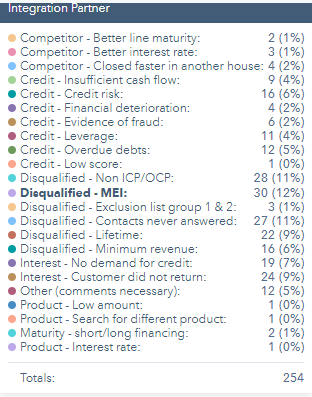 Integration Partner
Competitor - Better line maturity: 2 (1%)
Competitor - Better interest rate: 3 (1%)
Competitor - Closed faster in another house: 4 (2%)
Credit - Insufficient cash flow: 9 (4%)
Credit - Credit risk: 16 (6%)
Credit - Financial deterioration: 4 (2%)
Credit - Evidence of fraud: 6 (2%)
Credit - Leverage: 11 (4%)
Credit - Overdue debts: 12 (5%)
Credit - Low score: 1 (0%)
Disqualified - Non ICP/OCP: 28 (11%)
Disqualified - MEI: 30 (12%)
Disqualified - Exclusion list group 1 & 2: 3 (1%)
Disqualified - Contacts never answered: 27 (11%)
Disqualified - Lifetime: 22 (9%)
Disqualified - Minimum revenue: 16 (6%)
Interest - No demand for credit: 19 (7%)
Interest - Customer did not return: 24 (9%)
Other (comments necessary): 12 (5%)
Product - Low amount: 1 (0%)
Product - Search for different product: 1 (0%)
Maturity - short/long financing: 2 (1%)
Product - Interest rate: 1 (0%)
Totals: 254